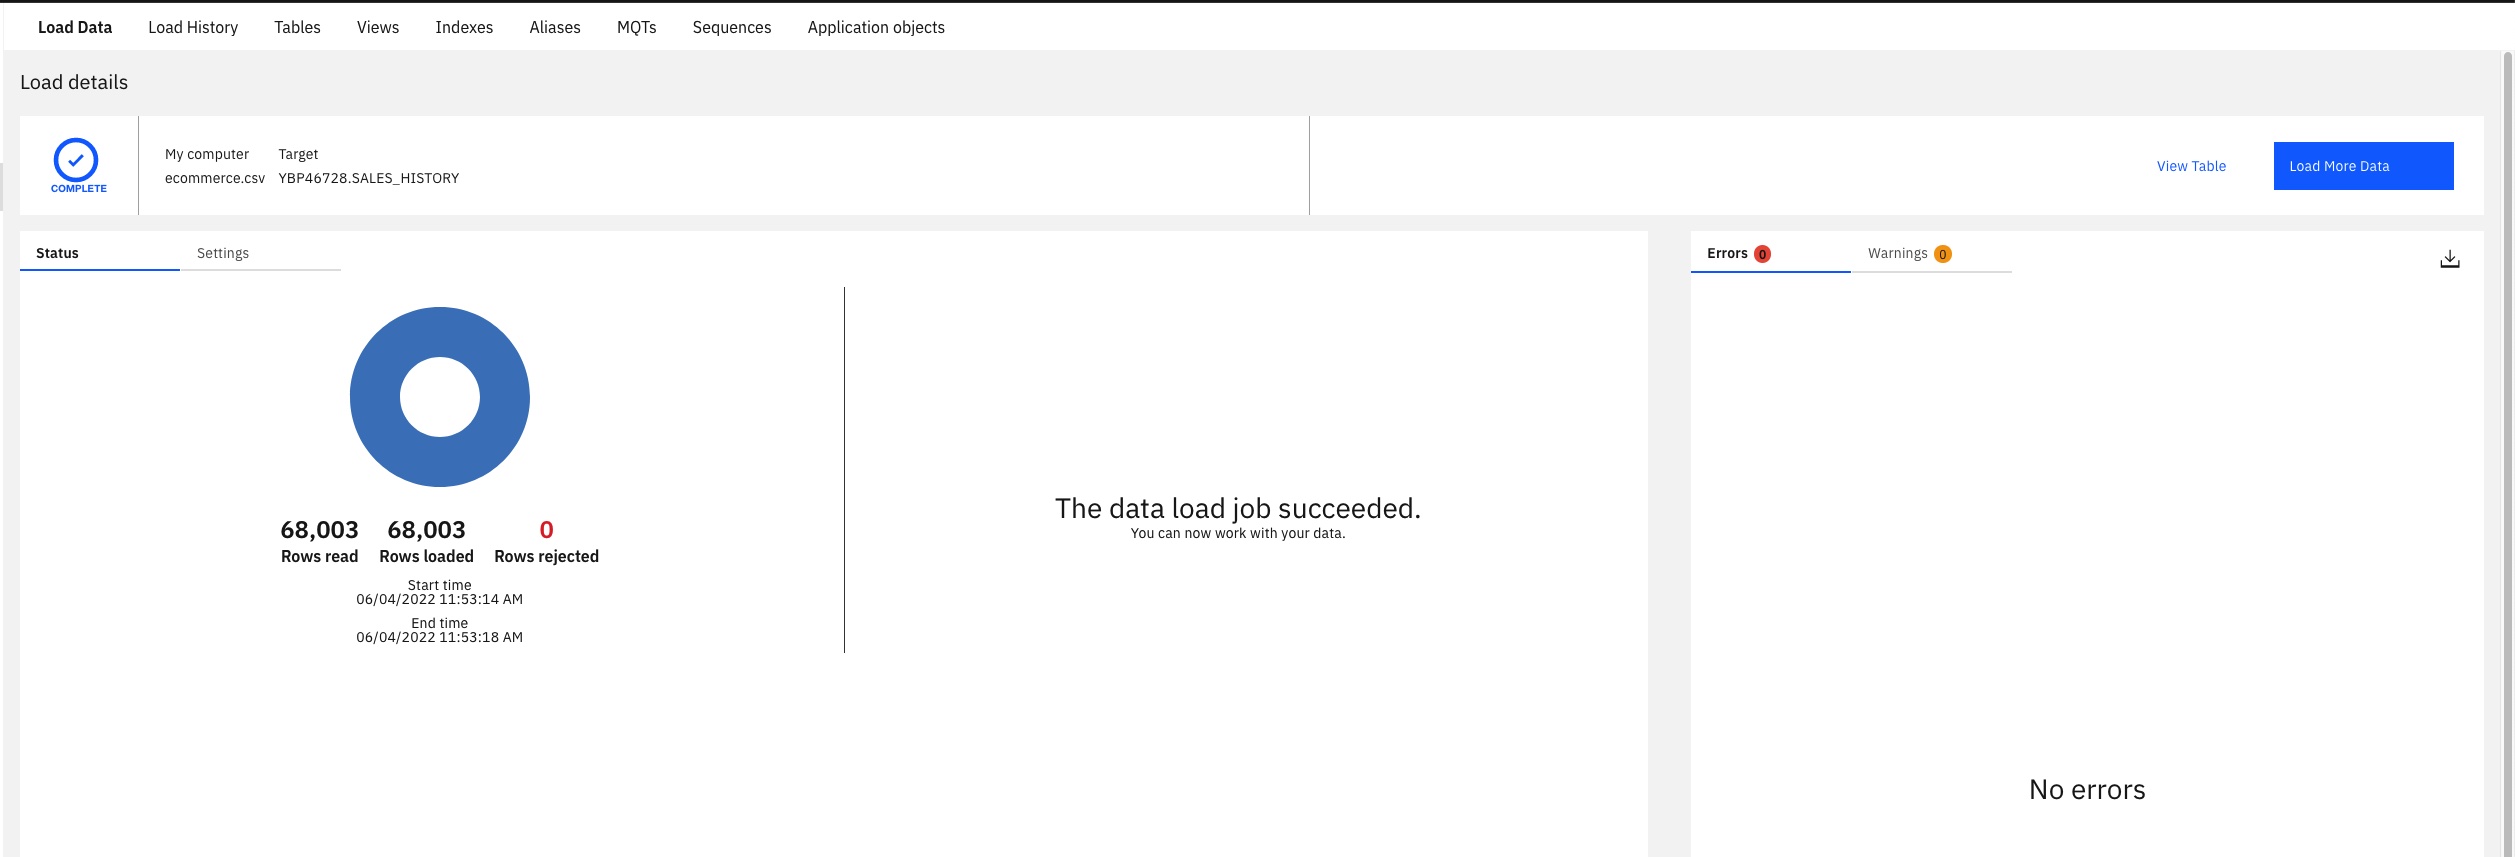 Load Data Load History Tables Views Indexes Aliases MQTs Sequences Application objects
Load details
COMPLETE
My computer Target
ecommerce.csv YBP46728.SALES_HISTORY
View Table
Load More Data
Status Settings
68,003 68,003 0
Rows read Rows loaded Rows rejected
Start time
06/04/2022 11:53:14 AM
End time
06/04/2022 11:53:18 AM
The data load job succeeded.
You can now work with your data.
Errors 0 Warnings 0
No errors